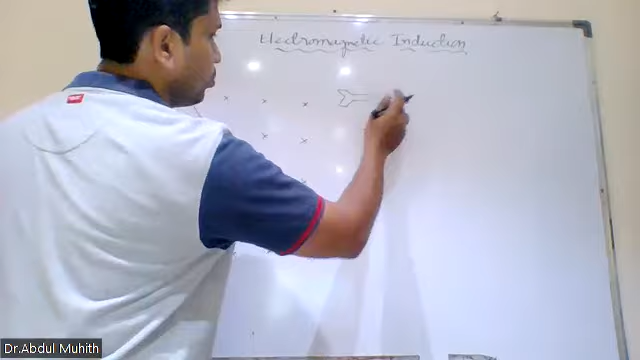 Electromagnetic Induction
x x x
x x
x
Dr.Abdul Muhith